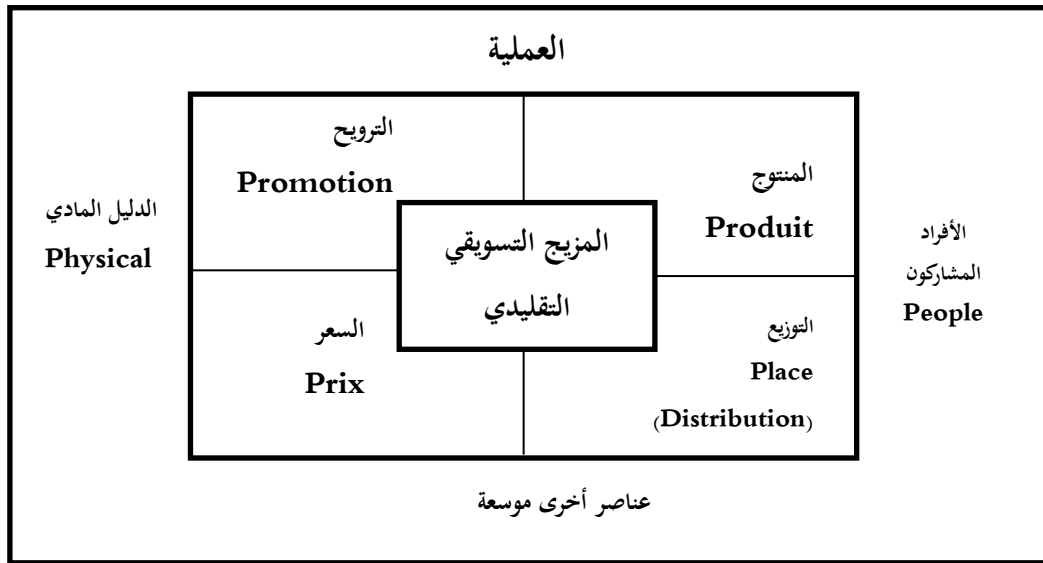 العملية
المنتوج
Produit
الترويح
Promotion
الأفراد
المشاركون
People
المزيج التسويقي
التقليدي
الدليل المادي
Physical
التوزيع
Place
(Distribution)
السعر
Prix
عناصر أخرى موسعة